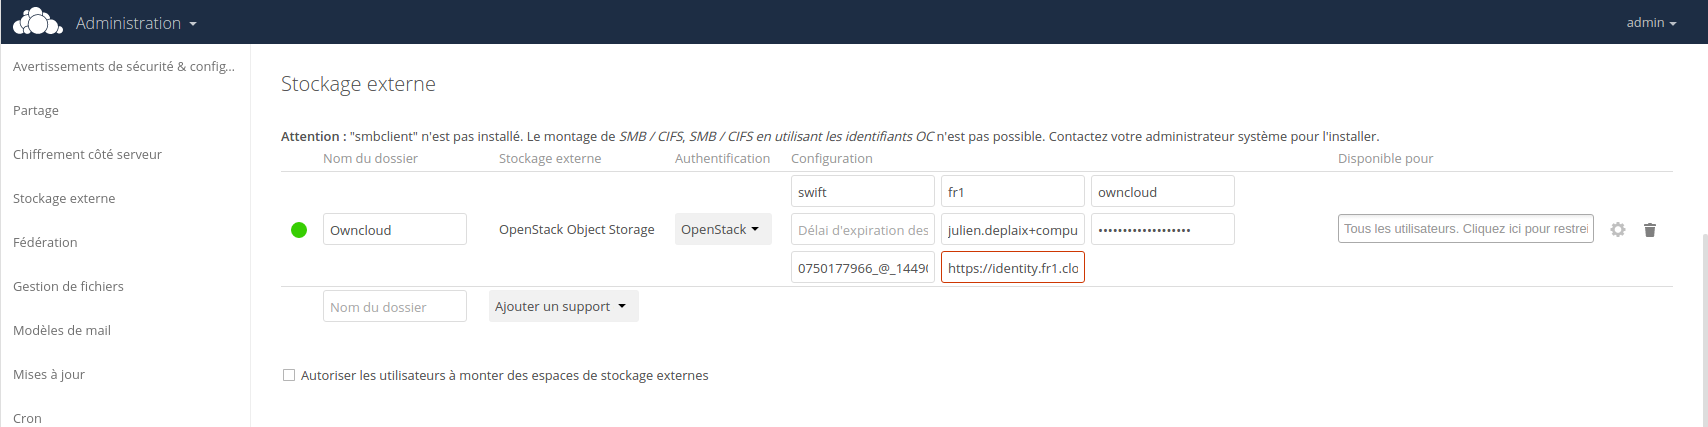 Administration
admin
Avertissements de sécurité & config...
Partage
Chiffrement côté serveur
Stockage externe
Fédération
Gestion de fichiers
Modèles de mail
Mises à jour
Cron
Stockage externe
Attention : "smbclient" n'est pas installé. Le montage de SMB / CIFS, SMB / CIFS en utilisant les identifiants OC n'est pas possible. Contactez votre administrateur système pour l'installer.
Nom du dossier Stockage externe Authentification Configuration Disponible pour
swift fr1 owncloud
Owncloud OpenStack Object Storage OpenStack Délai d'expiration des julien.deplaix+compu •••••••••••••••••••• Tous les utilisateurs. Cliquez ici pour restrei
0750177966_@_1449 https://identity.fr1.clo
Nom du dossier Ajouter un support
Autoriser les utilisateurs à monter des espaces de stockage externes